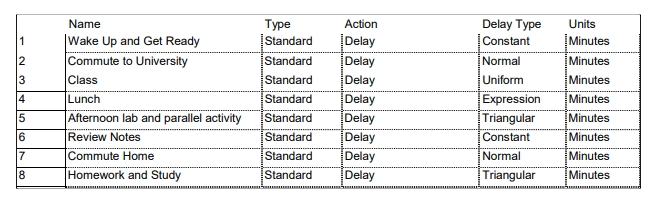 Name Type Action Delay Type Units
1 Wake Up and Get Ready Standard Delay Constant Minutes
2 Commute to University Standard Delay Normal Minutes
3 Class Standard Delay Uniform Minutes
4 Lunch Standard Delay Expression Minutes
5 Afternoon lab and parallel activity Standard Delay Triangular Minutes
6 Review Notes Standard Delay Constant Minutes
7 Commute Home Standard Delay Normal Minutes
8 Homework and Study Standard Delay Triangular Minutes